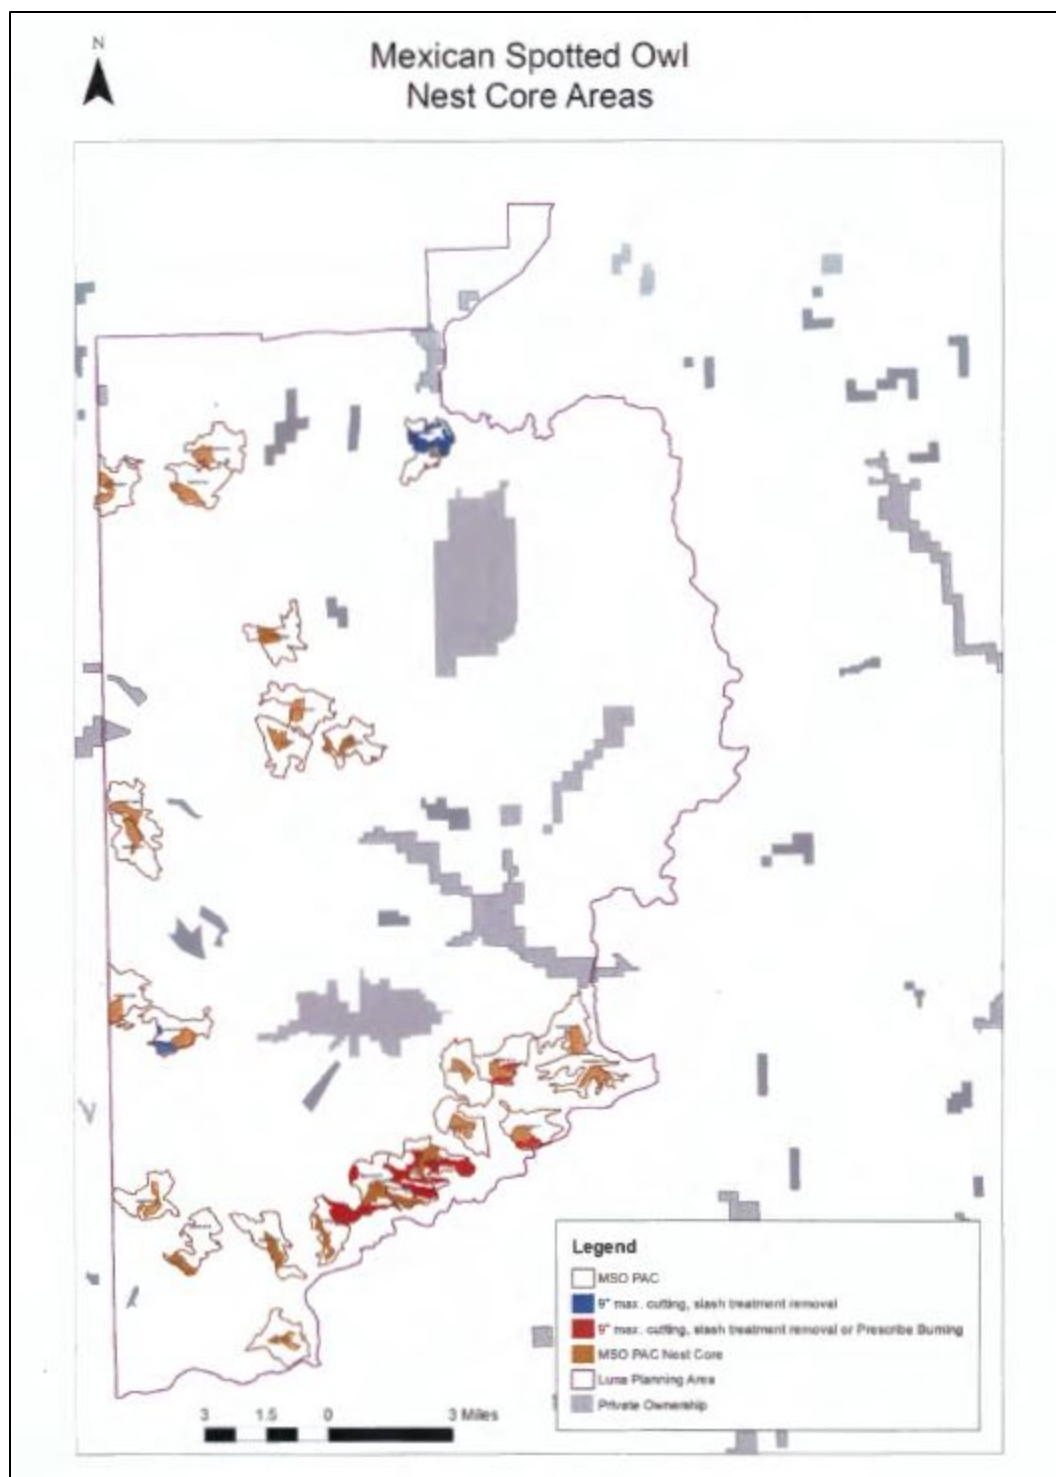 N
Mexican Spotted Owl
Nest Core Areas
Legend
MSO PAC
9" max. cutting, slash treatment removal
9" max. cutting, slash treatment removal or Prescribe Burning
MSO PAC Nest Core
Luna Planning Area
Private Ownership
3 1.5 0 3 Miles